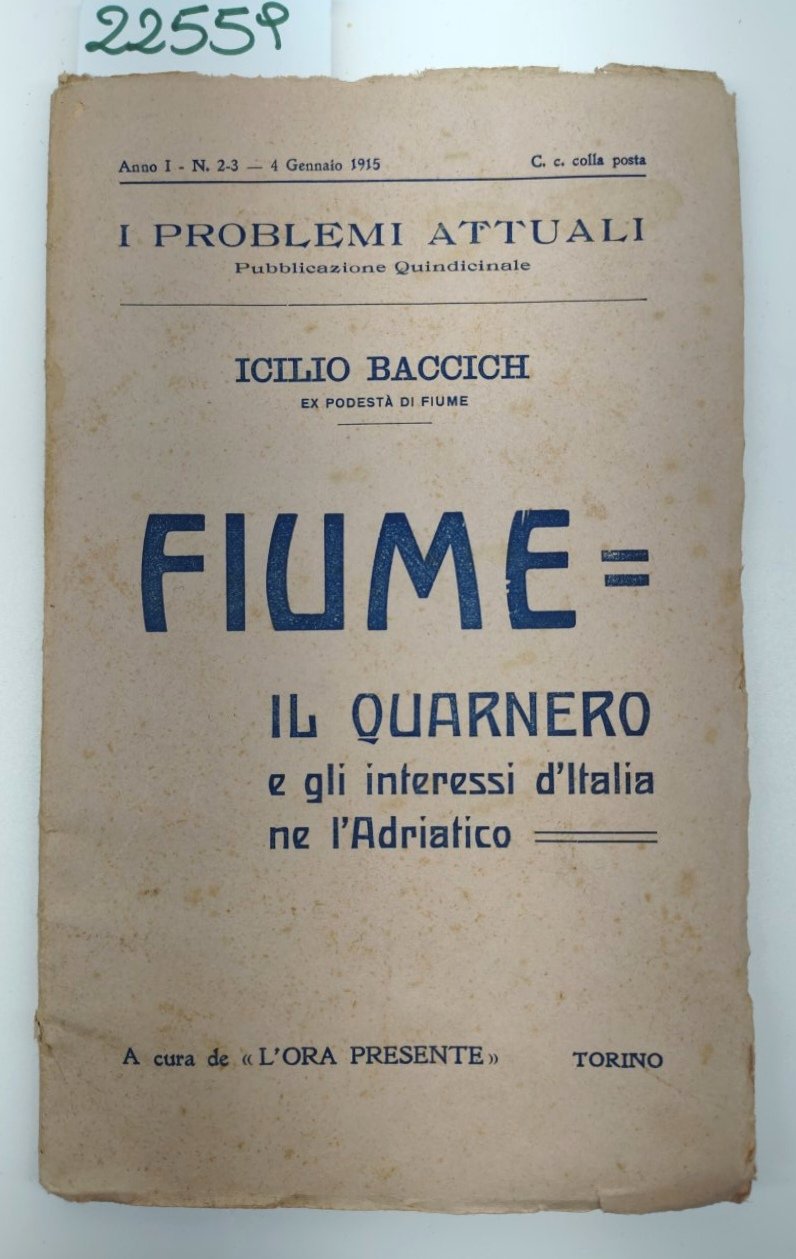 22559
Anno I - N. 2-3 — 4 Gennaio 1915 C. c. colla posta
I PROBLEMI ATTUALI
Pubblicazione Quindicinale
ICILIO BACCICH
EX PODESTÀ DI FIUME
FIUME =
IL QUARNERO
e gli interessi d'Italia
ne l'Adriatico
A cura de « L'ORA PRESENTE » TORINO